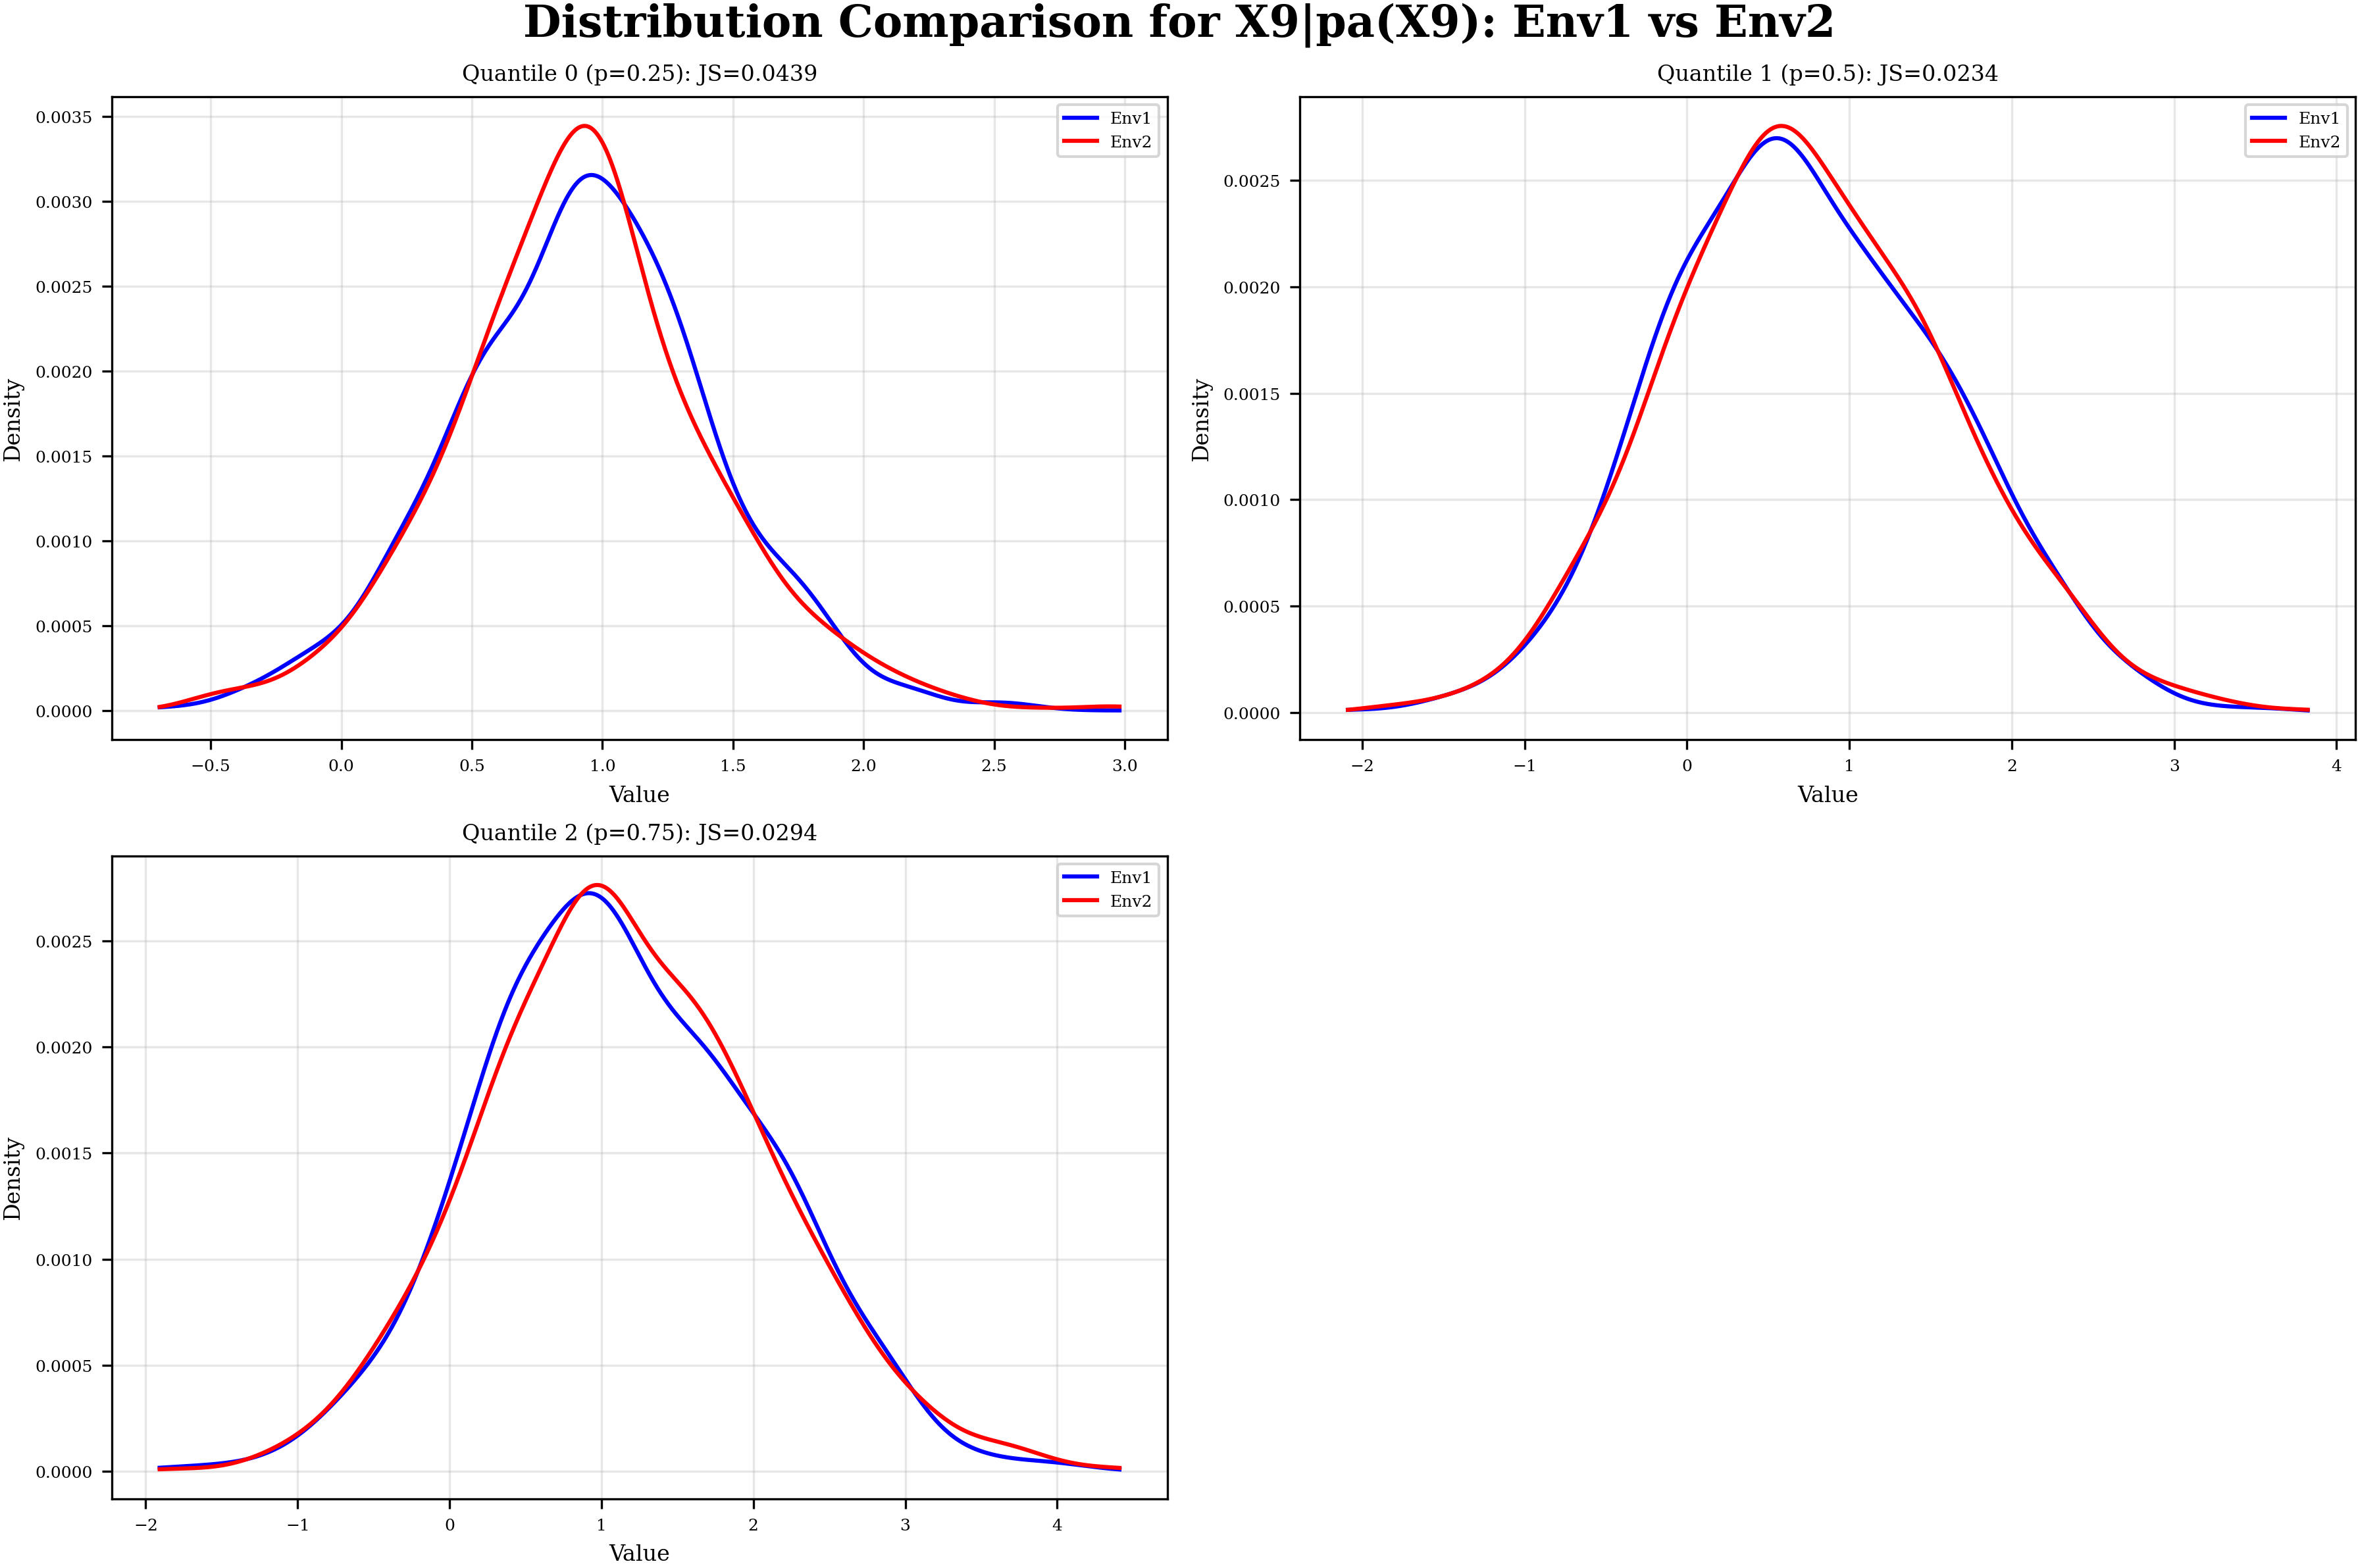 Distribution Comparison for X9|pa(X9): Env1 vs Env2
Quantile 0 (p=0.25): JS=0.0439
Env1
Env2
0.0035
0.0030
0.0025
0.0020
0.0015
0.0010
0.0005
0.0000
Density
−0.5 0.0 0.5 1.0 1.5 2.0 2.5 3.0
Value
Quantile 1 (p=0.5): JS=0.0234
Env1
Env2
0.0025
0.0020
0.0015
0.0010
0.0005
0.0000
Density
−2 −1 0 1 2 3 4
Value
Quantile 2 (p=0.75): JS=0.0294
Env1
Env2
0.0025
0.0020
0.0015
0.0010
0.0005
0.0000
Density
−2 −1 0 1 2 3 4
Value